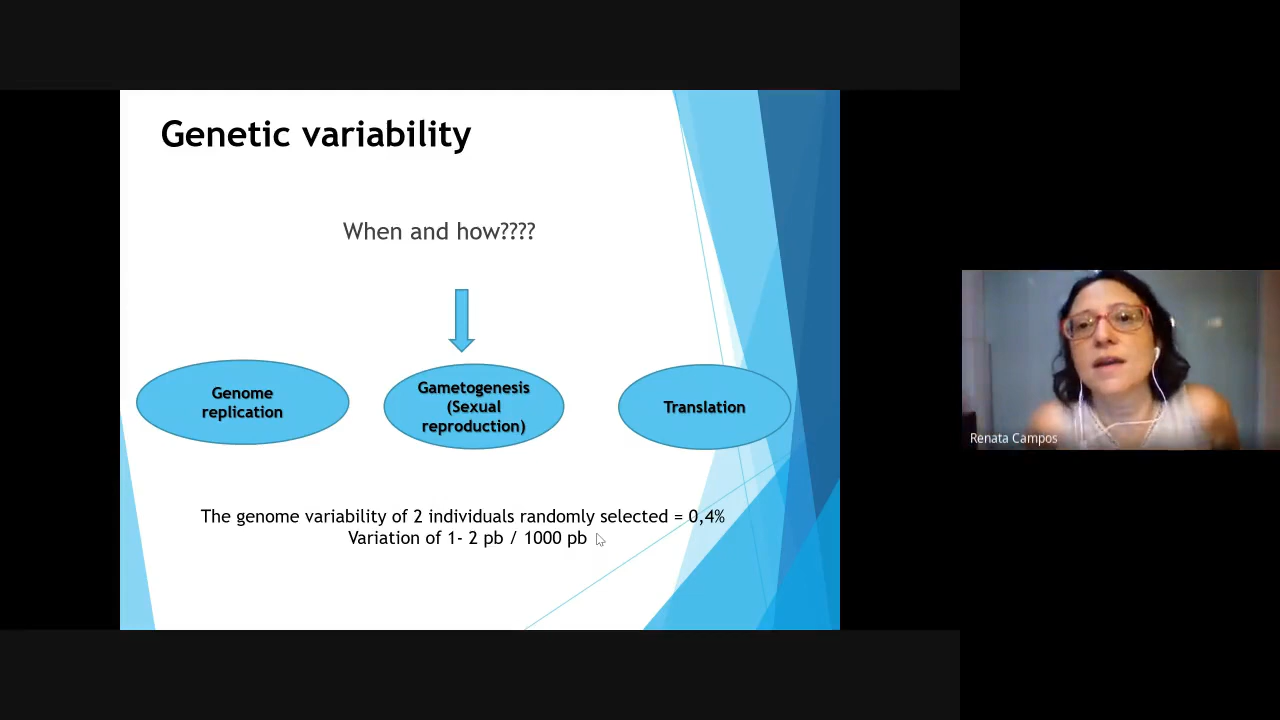 Genetic variability
When and how????
Genome
replication
Gametogenesis
(Sexual
reproduction)
Translation
The genome variability of 2 individuals randomly selected = 0,4%
Variation of 1- 2 pb / 1000 pb
Renata Campos